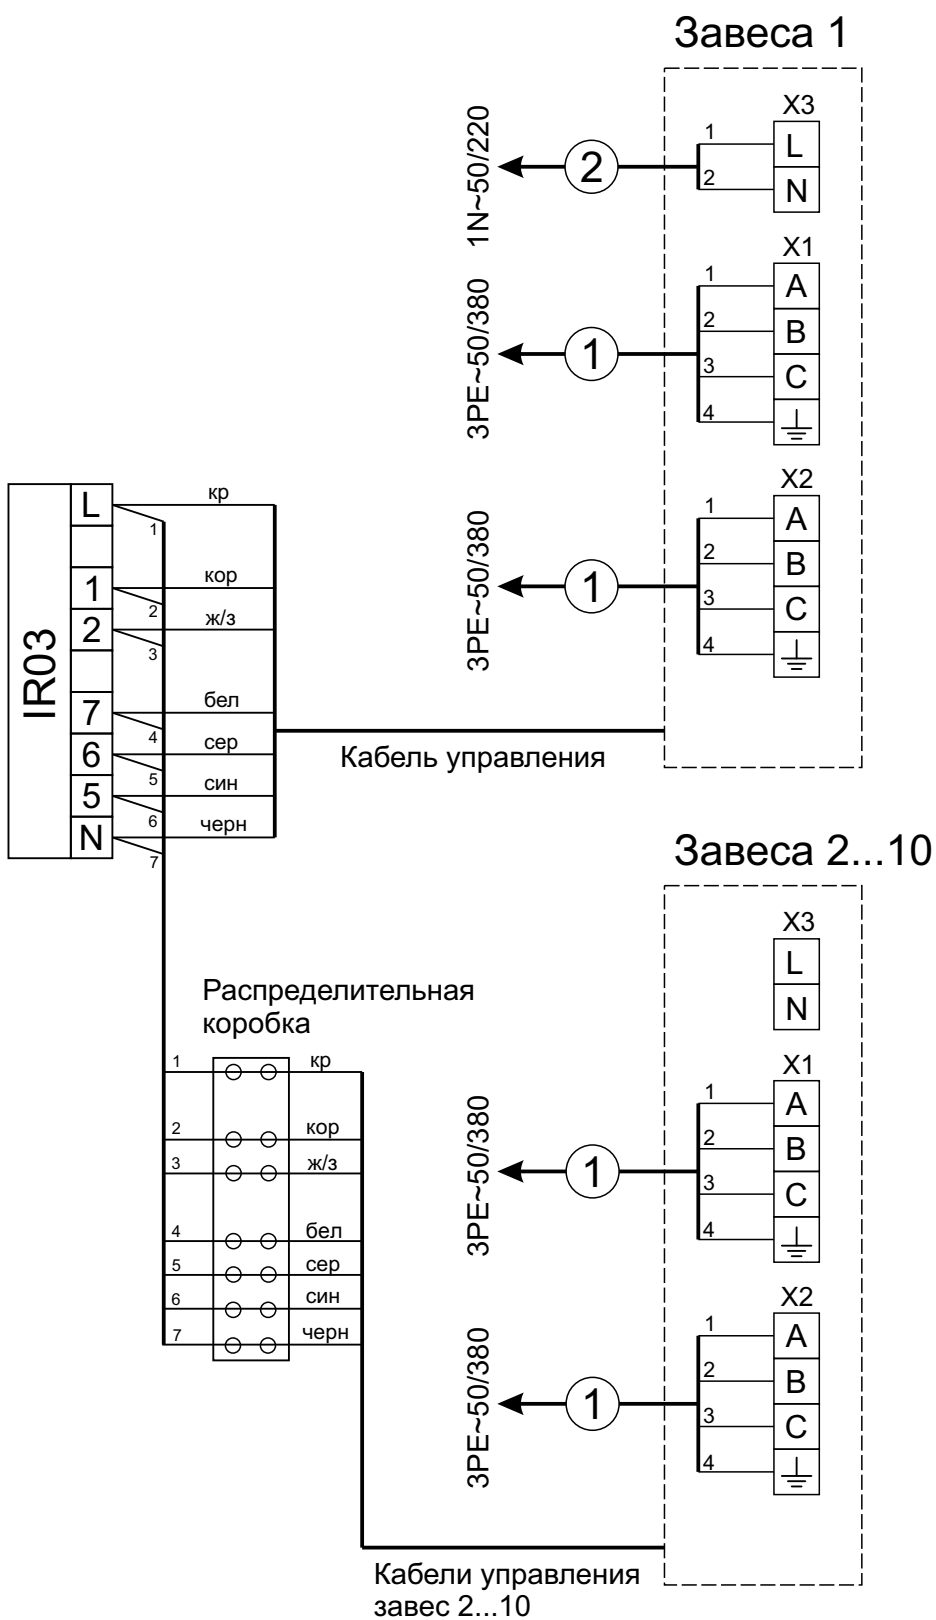 Завеса 1
X3
1N~50/220
2
1
L
2
N
X1
3PE~50/380
1
1
A
2
B
3
C
4
X2
3PE~50/380
1
1
A
2
B
3
C
4
IR03
L
кр
1
1
кор
2
2
ж/з
3
7
бел
4
6
сер
5
5
син
6
N
черн
7
Кабель управления
Завеса 2...10
X3
L
N
Распределительная
коробка
1
кр
2
кор
3
ж/з
4
бел
5
сер
6
син
7
черн
X1
3PE~50/380
1
1
A
2
B
3
C
4
X2
3PE~50/380
1
1
A
2
B
3
C
4
Кабели управления
завес 2...10